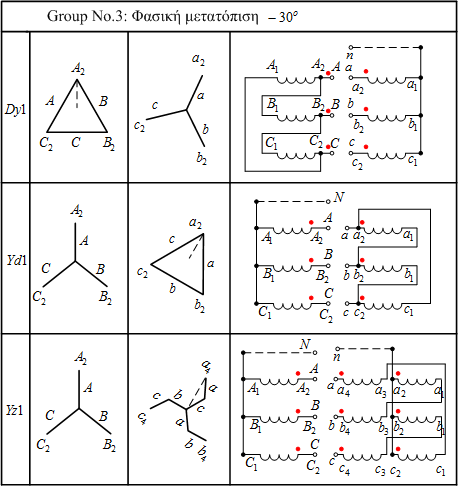 Group No.3: Φασική μετατόπιση −30°
Dy1
A₂
A B
C₂ C B₂
a₂
a
c
c₂
b
b₂
A₁ A₂ A
B₁ B₂ B
C₁ C₂ C
n
a a₂ a₁
b b₂ b₁
c c₂ c₁
Yd1
A₂
A
C B
C₂ B₂
a₂
c
c₂ a
b
b₂
N
A
A₁ A₂
B
B₁ B₂
C
C₁ C₂
a a₂ a₁
b b₂ b₁
c c₂ c₁
Yz1
A₂
A
C B
C₂ B₂
a₄
a
c b c
c₄
a
b
b₄
N
A
A₁ A₂
B
B₁ B₂
C
C₁ C₂
n
a a₄ a₃ a₂ a₁
b b₄ b₃ b₂ b₁
c c₄ c₃ c₂ c₁